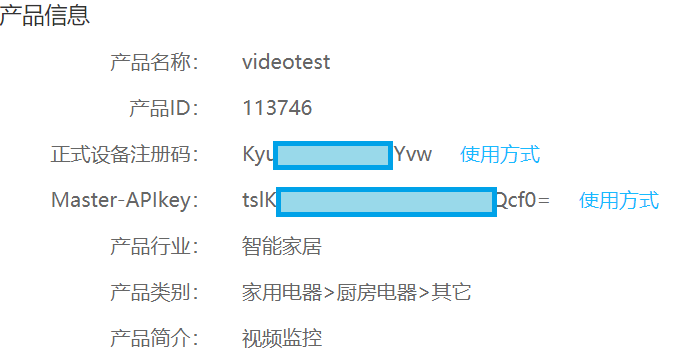 产品信息
产品名称： videotest
产品ID： 113746
正式设备注册码： Kyu Yvw 使用方式
Master-APIkey： tslK Qcf0= 使用方式
产品行业： 智能家居
产品类别： 家用电器>厨房电器>其它
产品简介： 视频监控